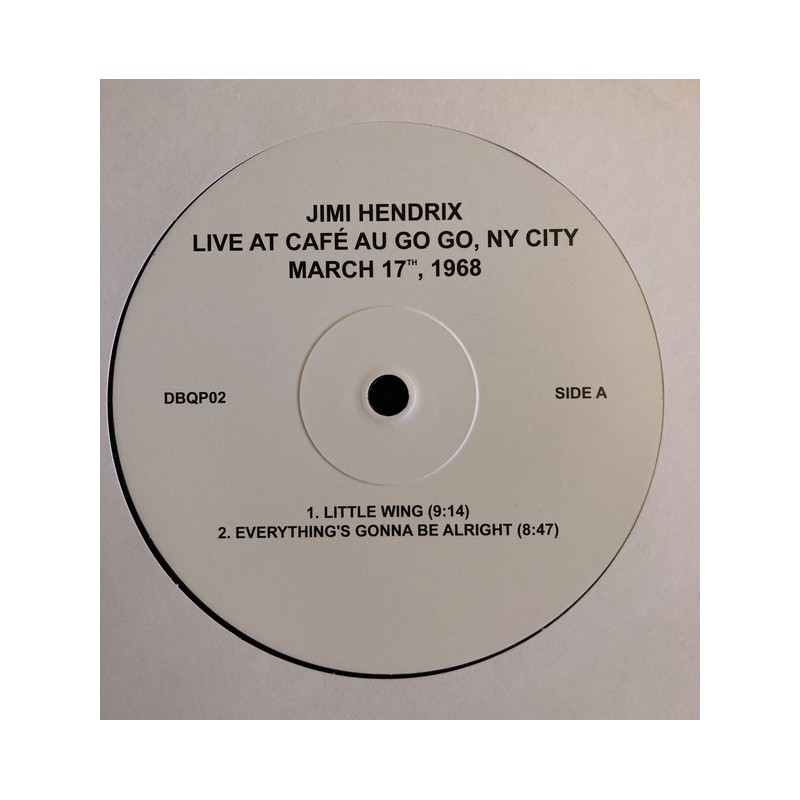 JIMI HENDRIX
LIVE AT CAFÉ AU GO GO, NY CITY
MARCH 17TH, 1968
DBQP02
SIDE A
1. LITTLE WING (9:14)
2. EVERYTHING'S GONNA BE ALRIGHT (8:47)